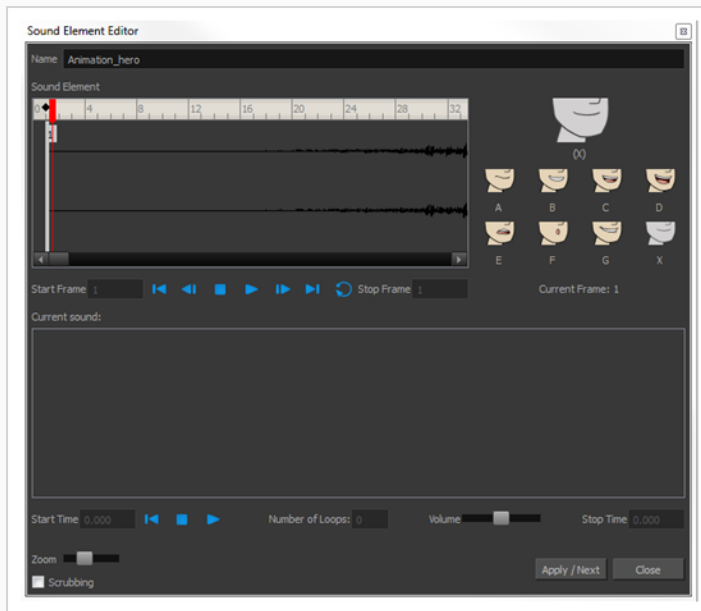 Sound Element Editor
Name Animation_hero
Sound Element
0 4 8 12 16 20 24 28 32
1
(X)
A B C D
E F G X
Start Frame 1 Stop Frame 1 Current Frame: 1
Current sound:
Start Time 0.000 Number of Loops: 0 Volume Stop Time 0.000
Zoom
Apply / Next Close
Scrubbing